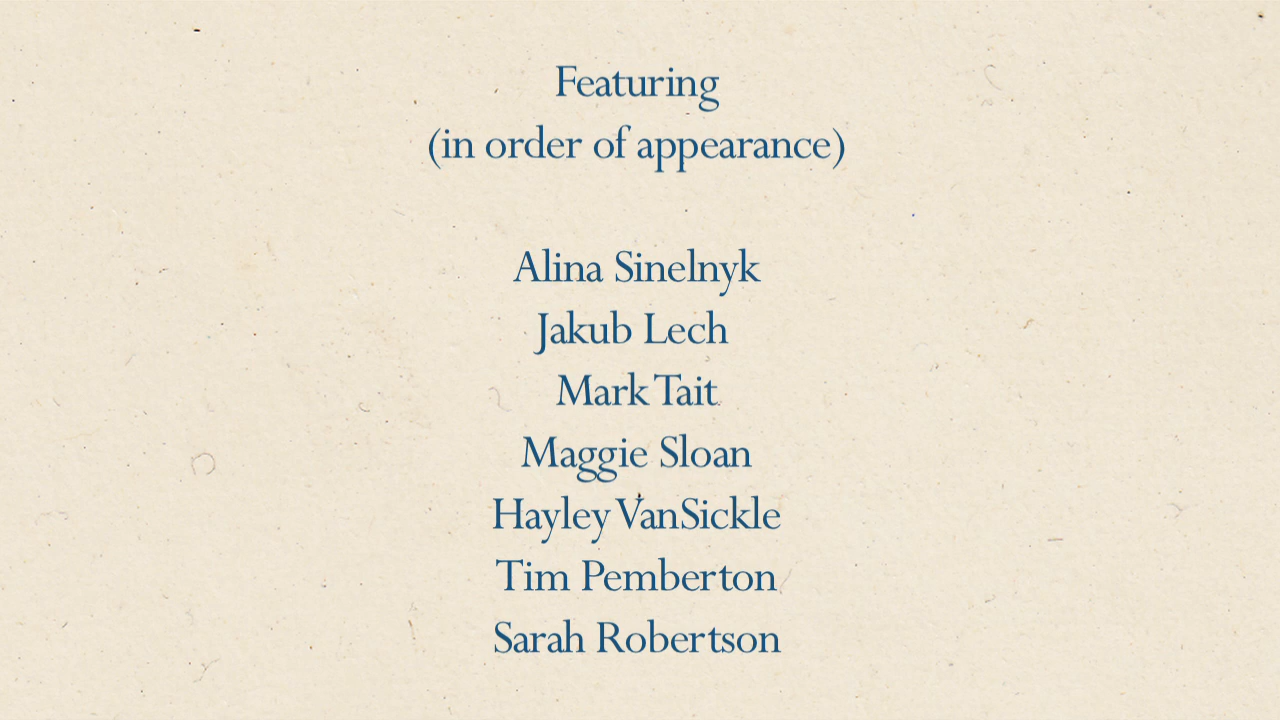 Featuring
(in order of appearance)
Alina Sinelnyk
Jakub Lech
Mark Tait
Maggie Sloan
Hayley VanSickle
Tim Pemberton
Sarah Robertson